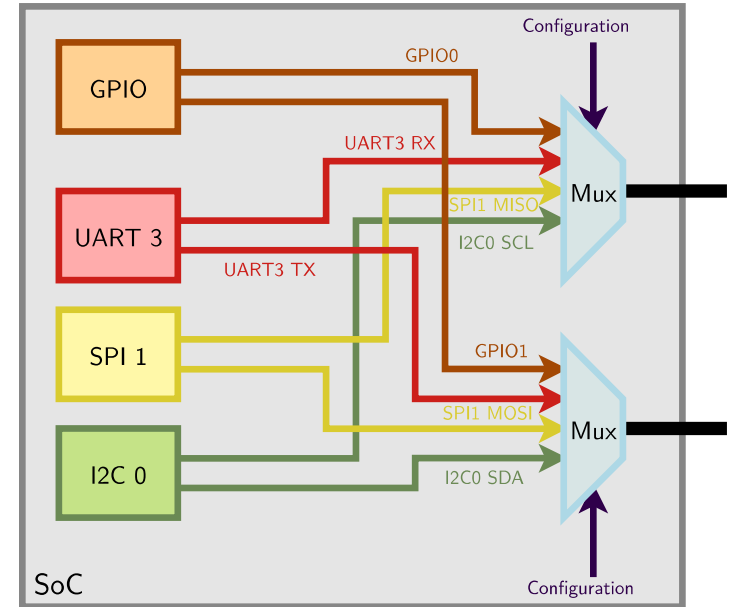 Configuration
GPIO0
GPIO
UART3 RX
Mux
SPI1 MISO
UART 3
I2C0 SCL
UART3 TX
GPIO1
SPI 1
SPI1 MOSI
Mux
I2C 0
I2C0 SDA
SoC
Configuration